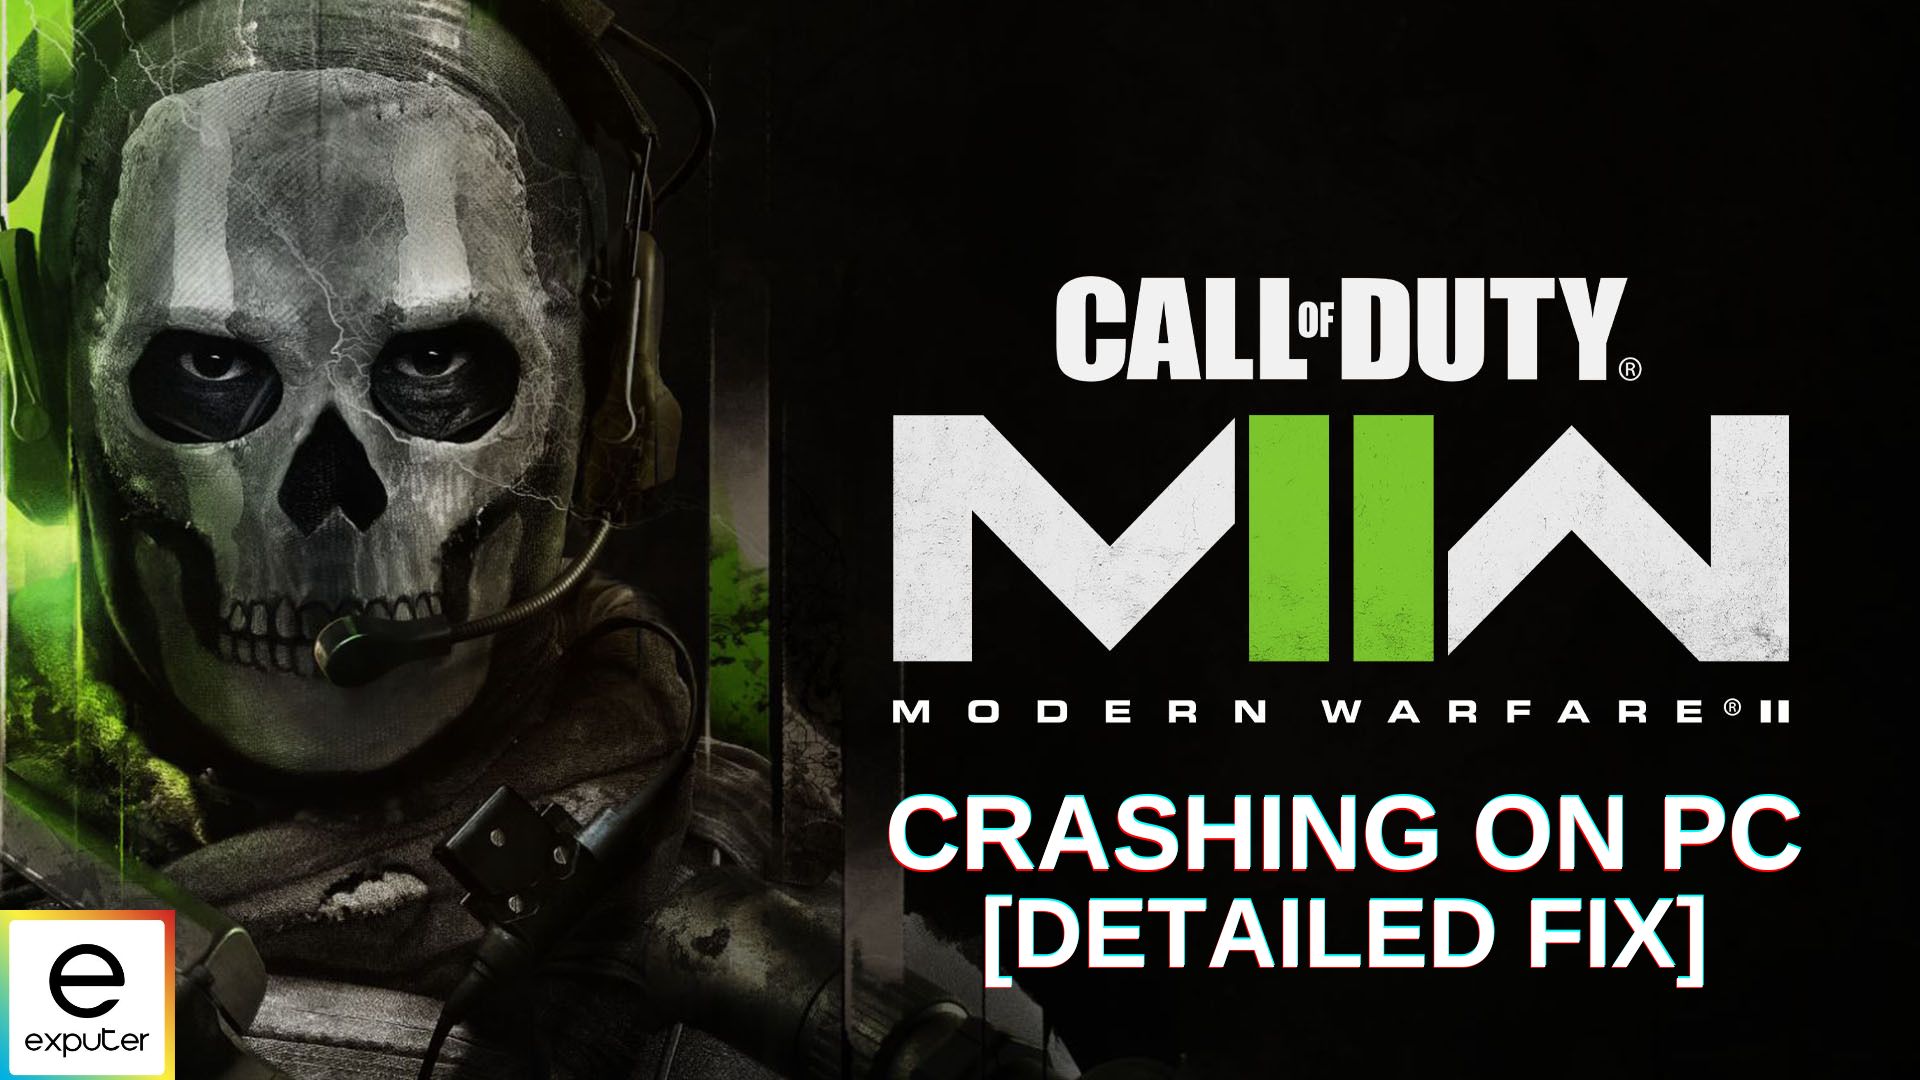 CALL OF DUTY®
MIIW
MODERN WARFARE® II
CRASHING ON PC
[DETAILED FIX]
e
exputer